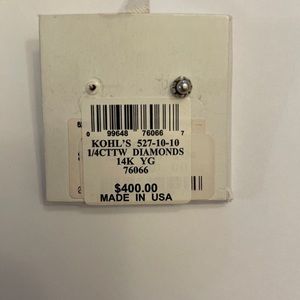 0 99648 76066 7
KOHL'S 527-10-10
1/4CTTW DIAMONDS
14K YG
76066
$400.00
MADE IN USA